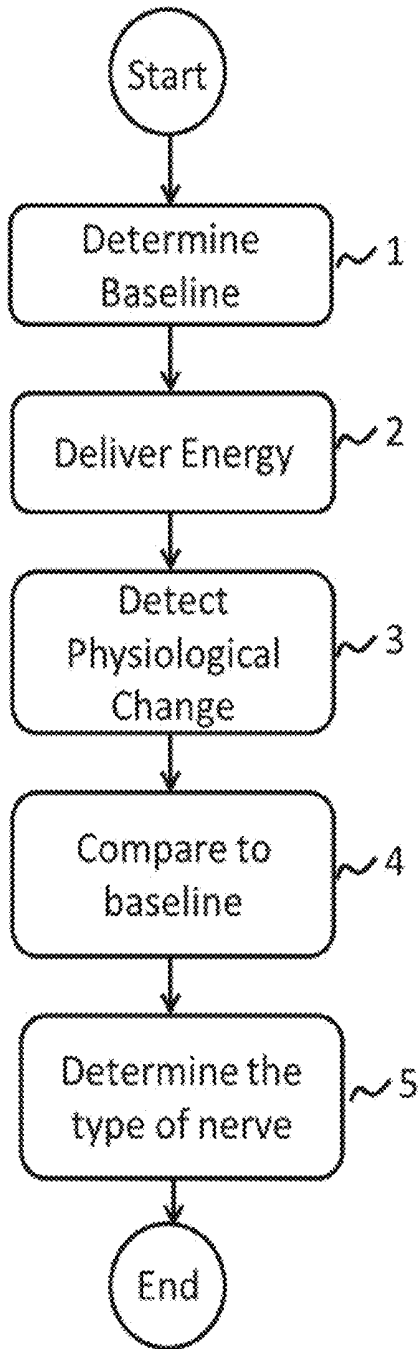 Start
Determine
Baseline
1
Deliver Energy
2
Detect
Physiological
Change
3
Compare to
baseline
4
Determine the
type of nerve
5
End